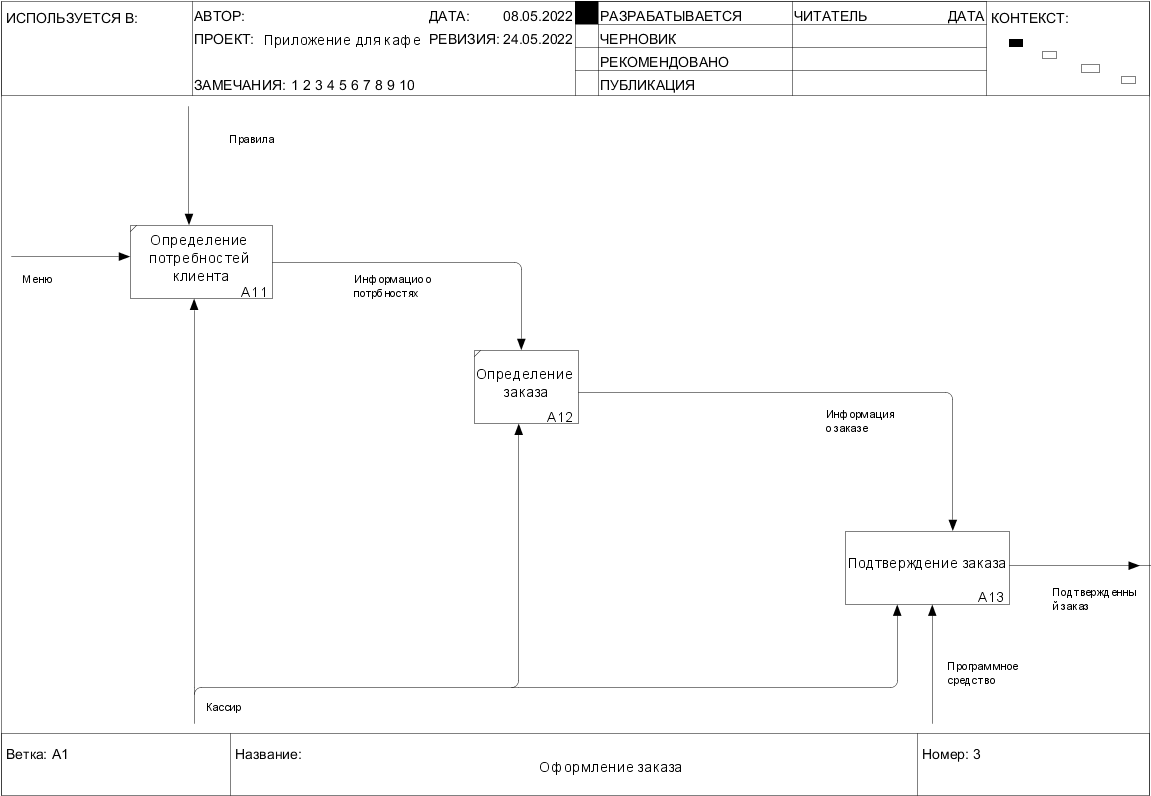 ИСПОЛЬЗУЕТСЯ В:
АВТОР:
ДАТА: 08.05.2022
РАЗРАБАТЫВАЕТСЯ
ЧИТАТЕЛЬ
ДАТА
КОНТЕКСТ:
ПРОЕКТ: Приложение для кафе
РЕВИЗИЯ: 24.05.2022
ЧЕРНОВИК
РЕКОМЕНДОВАНО
ЗАМЕЧАНИЯ: 1 2 3 4 5 6 7 8 9 10
ПУБЛИКАЦИЯ
Правила
Определение
потребностей
клиента
A11
Меню
Информацио о
потрбностях
Определение
заказа
A12
Информация
о заказе
Подтверждение заказа
A13
Подтвержденны
й заказ
Программное
средство
Кассир
Ветка: A1
Название:
Оформление заказа
Номер: 3